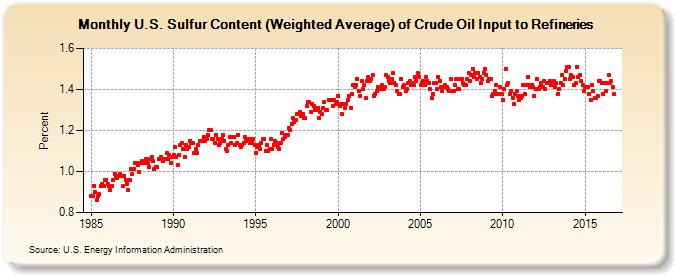 Monthly U.S. Sulfur Content (Weighted Average) of Crude Oil Input to Refineries
Percent
1.6
1.4
1.2
1.0
0.8
1985 1990 1995 2000 2005 2010 2015
Source: U.S. Energy Information Administration